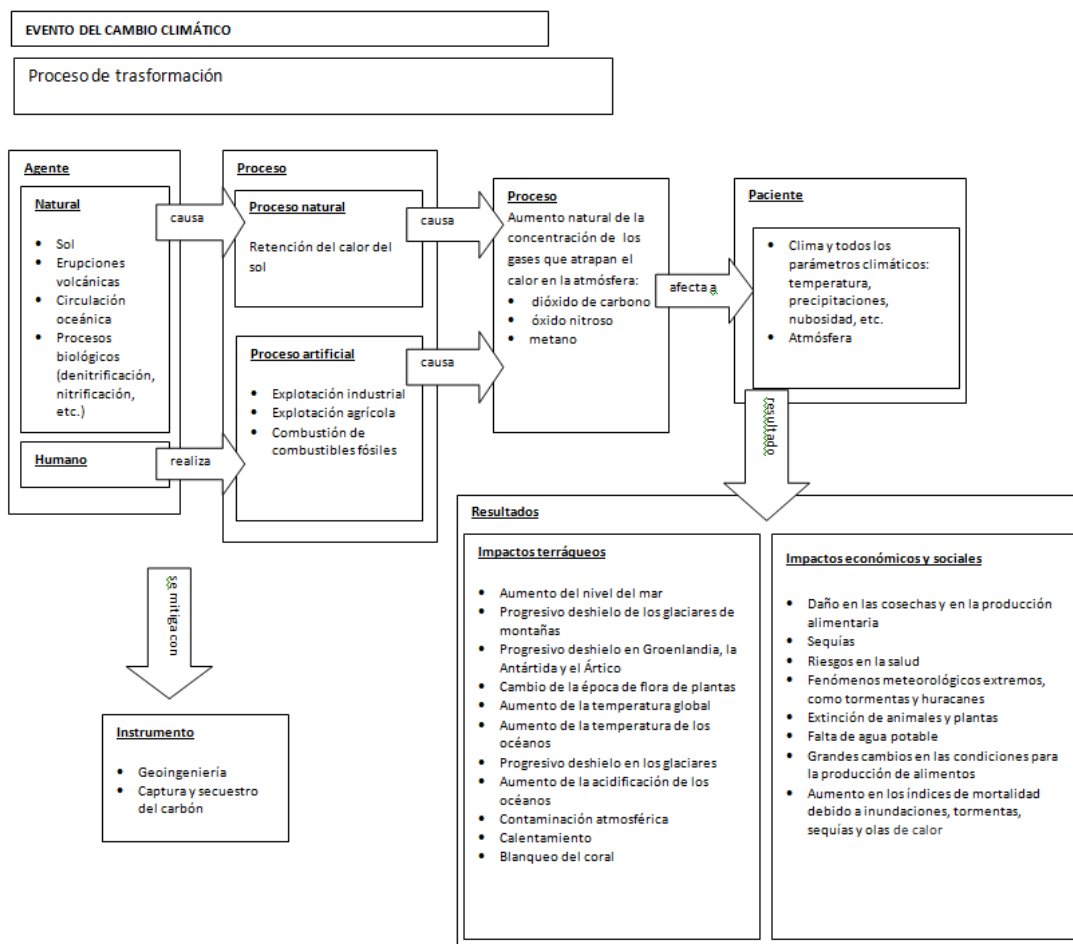 EVENTO DEL CAMBIO CLIMÁTICO
Proceso de trasformación
Agente
Natural
• Sol
• Erupciones
volcánicas
• Circulación
oceánica
• Procesos
biológicos
(denitrificación,
nitrificación,
etc.)
Humano
causa
realiza
Proceso
Proceso natural
Retención del calor del
sol
Proceso artificial
• Explotación industrial
• Explotación agrícola
• Combustión de
combustibles fósiles
causa
causa
Proceso
Aumento natural de la
concentración de los
gases que atrapan el
calor en la atmósfera:
• dióxido de carbono
• óxido nitroso
• metano
afecta a
Paciente
• Clima y todos los
parámetros climáticos:
temperatura,
precipitaciones,
nubosidad, etc.
• Atmósfera
resultado
se mitiga con
Instrumento
• Geoingeniería
• Captura y secuestro
del carbón
Resultados
Impactos terráqueos
• Aumento del nivel del mar
• Progresivo deshielo de los glaciares de
montañas
• Progresivo deshielo en Groenlandia, la
Antártida y el Ártico
• Cambio de la época de flora de plantas
• Aumento de la temperatura global
• Aumento de la temperatura de los
océanos
• Progresivo deshielo en los glaciares
• Aumento de la acidificación de los
océanos
• Contaminación atmosférica
• Calentamiento
• Blanqueo del coral
Impactos económicos y sociales
• Daño en las cosechas y en la producción
alimentaria
• Sequías
• Riesgos en la salud
• Fenómenos meteorológicos extremos,
como tormentas y huracanes
• Extinción de animales y plantas
• Falta de agua potable
• Grandes cambios en las condiciones para
la producción de alimentos
• Aumento en los índices de mortalidad
debido a inundaciones, tormentas,
sequías y olas de calor